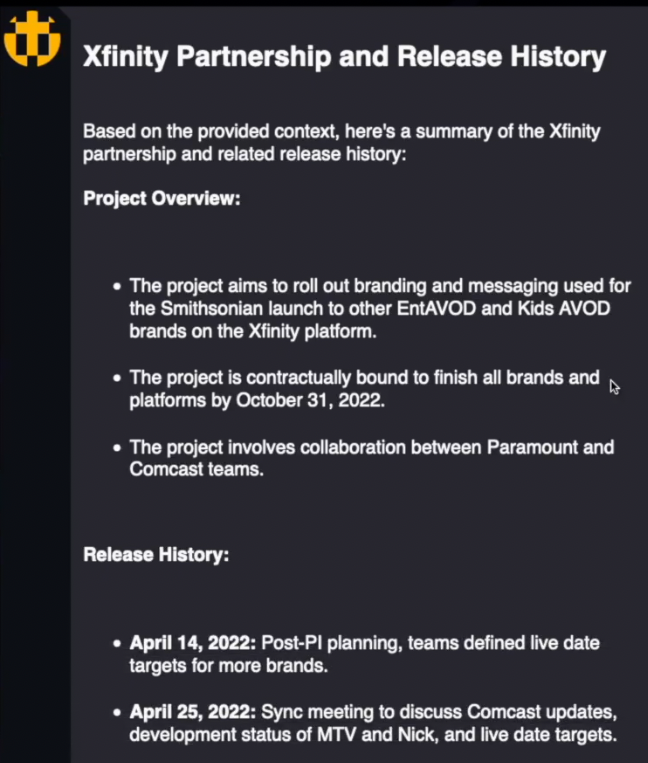 Xfinity Partnership and Release History
Based on the provided context, here's a summary of the Xfinity
partnership and related release history:
Project Overview:
• The project aims to roll out branding and messaging used for
the Smithsonian launch to other EntAVOD and Kids AVOD
brands on the Xfinity platform.
• The project is contractually bound to finish all brands and
platforms by October 31, 2022.
• The project involves collaboration between Paramount and
Comcast teams.
Release History:
• April 14, 2022: Post-PI planning, teams defined live date
targets for more brands.
• April 25, 2022: Sync meeting to discuss Comcast updates,
development status of MTV and Nick, and live date targets.